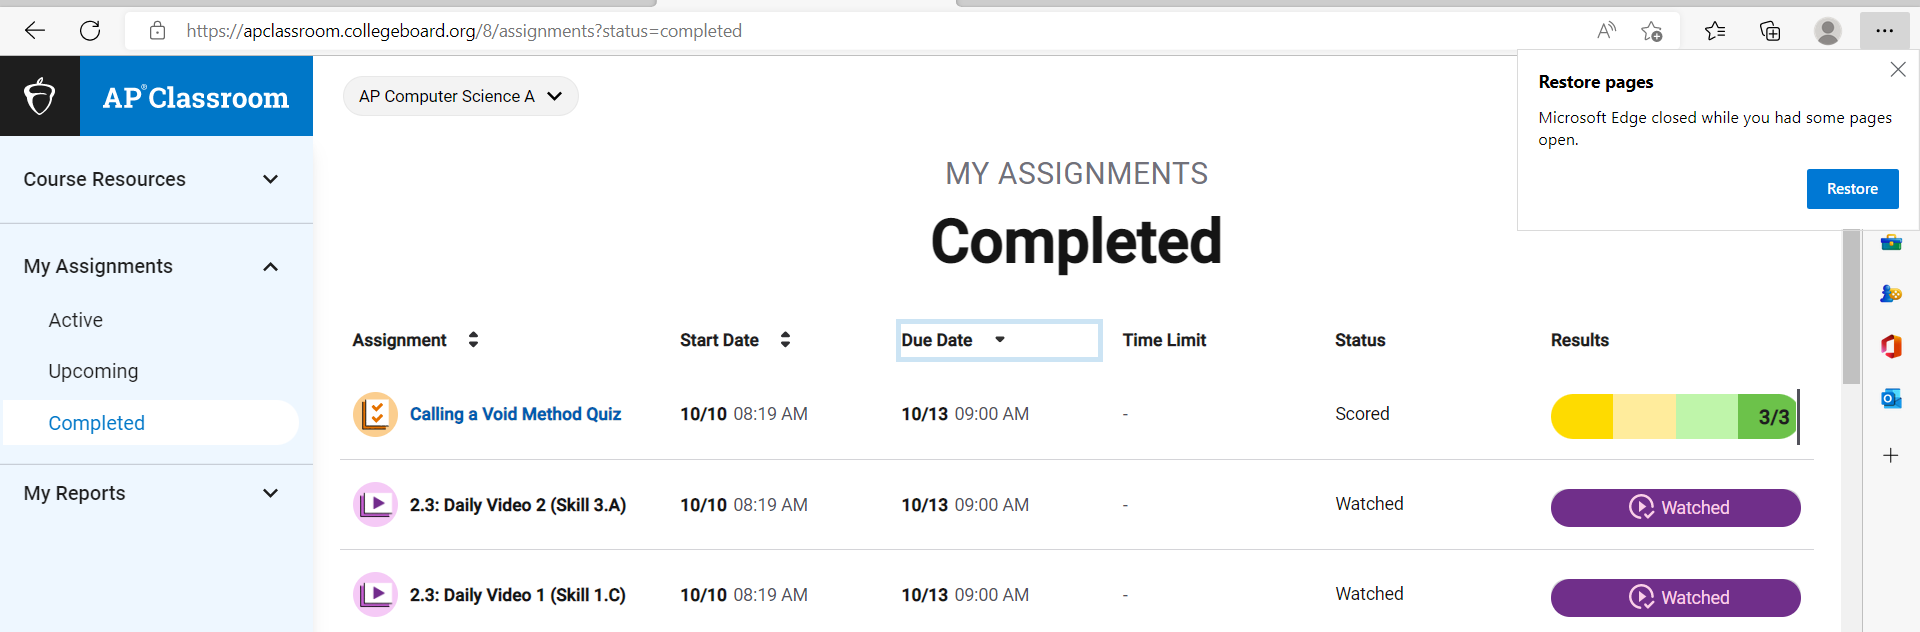 https://apclassroom.collegeboard.org/8/assignments?status=completed
AP® Classroom
AP Computer Science A
Restore pages
Microsoft Edge closed while you had some pages
open.
Restore
Course Resources
My Assignments
Active
Upcoming
Completed
My Reports
MY ASSIGNMENTS
Completed
Assignment Start Date Due Date Time Limit Status Results
Calling a Void Method Quiz 10/10 08:19 AM 10/13 09:00 AM - Scored 3/3
2.3: Daily Video 2 (Skill 3.A) 10/10 08:19 AM 10/13 09:00 AM - Watched Watched
2.3: Daily Video 1 (Skill 1.C) 10/10 08:19 AM 10/13 09:00 AM - Watched Watched